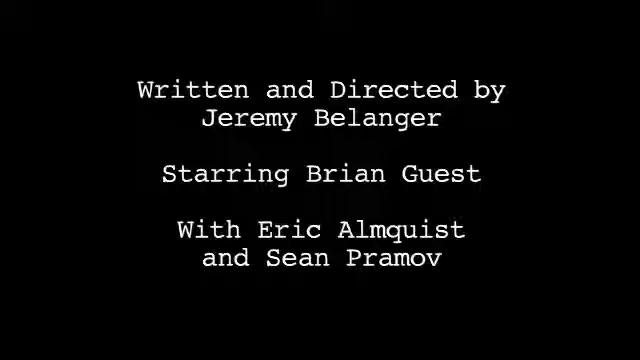 Written and Directed by
Jeremy Belanger
Starring Brian Guest
With Eric Almquist
and Sean Pramov